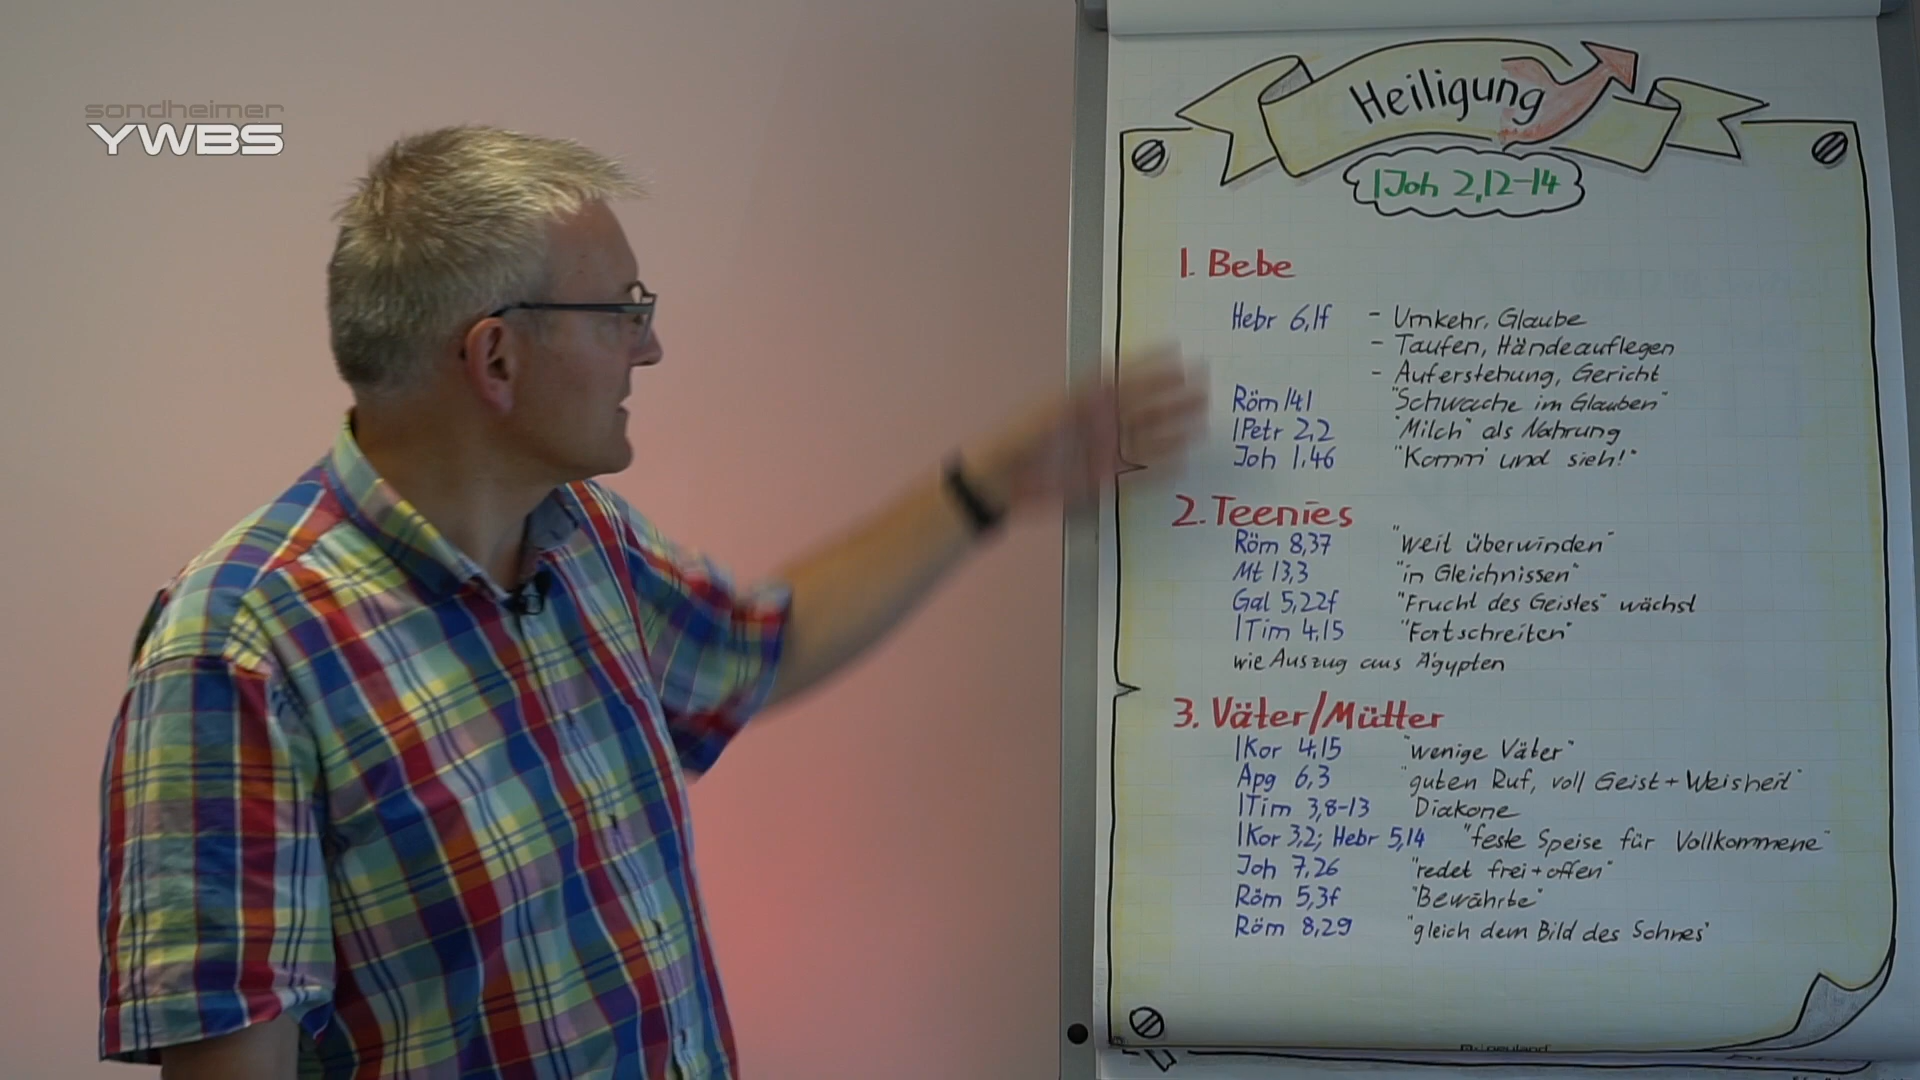 sondheimer
YWBS
Heiligung
1Joh 2,12-14
1. Bebe
Hebr 6,1f - Umkehr, Glaube
- Taufen, Händeauflegen
- Auferstehung, Gericht
Röm 14,1 "Schwache im Glauben"
1Petr 2,2 "Milch" als Nahrung
Joh 1,46 "Komm und sieh!"
2. Teenies
Röm 8,37 "weit überwinden"
Mt 13,3 "in Gleichnissen"
Gal 5,22f "Frucht des Geistes" wächst
1Tim 4,15 "Fortschreiten"
wie Auszug aus Ägypten
3. Väter/Mütter
1Kor 4,15 "wenige Väter"
Apg 6,3 "guten Ruf, voll Geist + Weisheit"
1Tim 3,8-13 Diakone
1Kor 3,2; Hebr 5,14 "feste Speise für Vollkommene"
Joh 7,26 "redet frei + offen"
Röm 5,3f "Bewährte"
Röm 8,29 "gleich dem Bild des Sohnes"
neuland